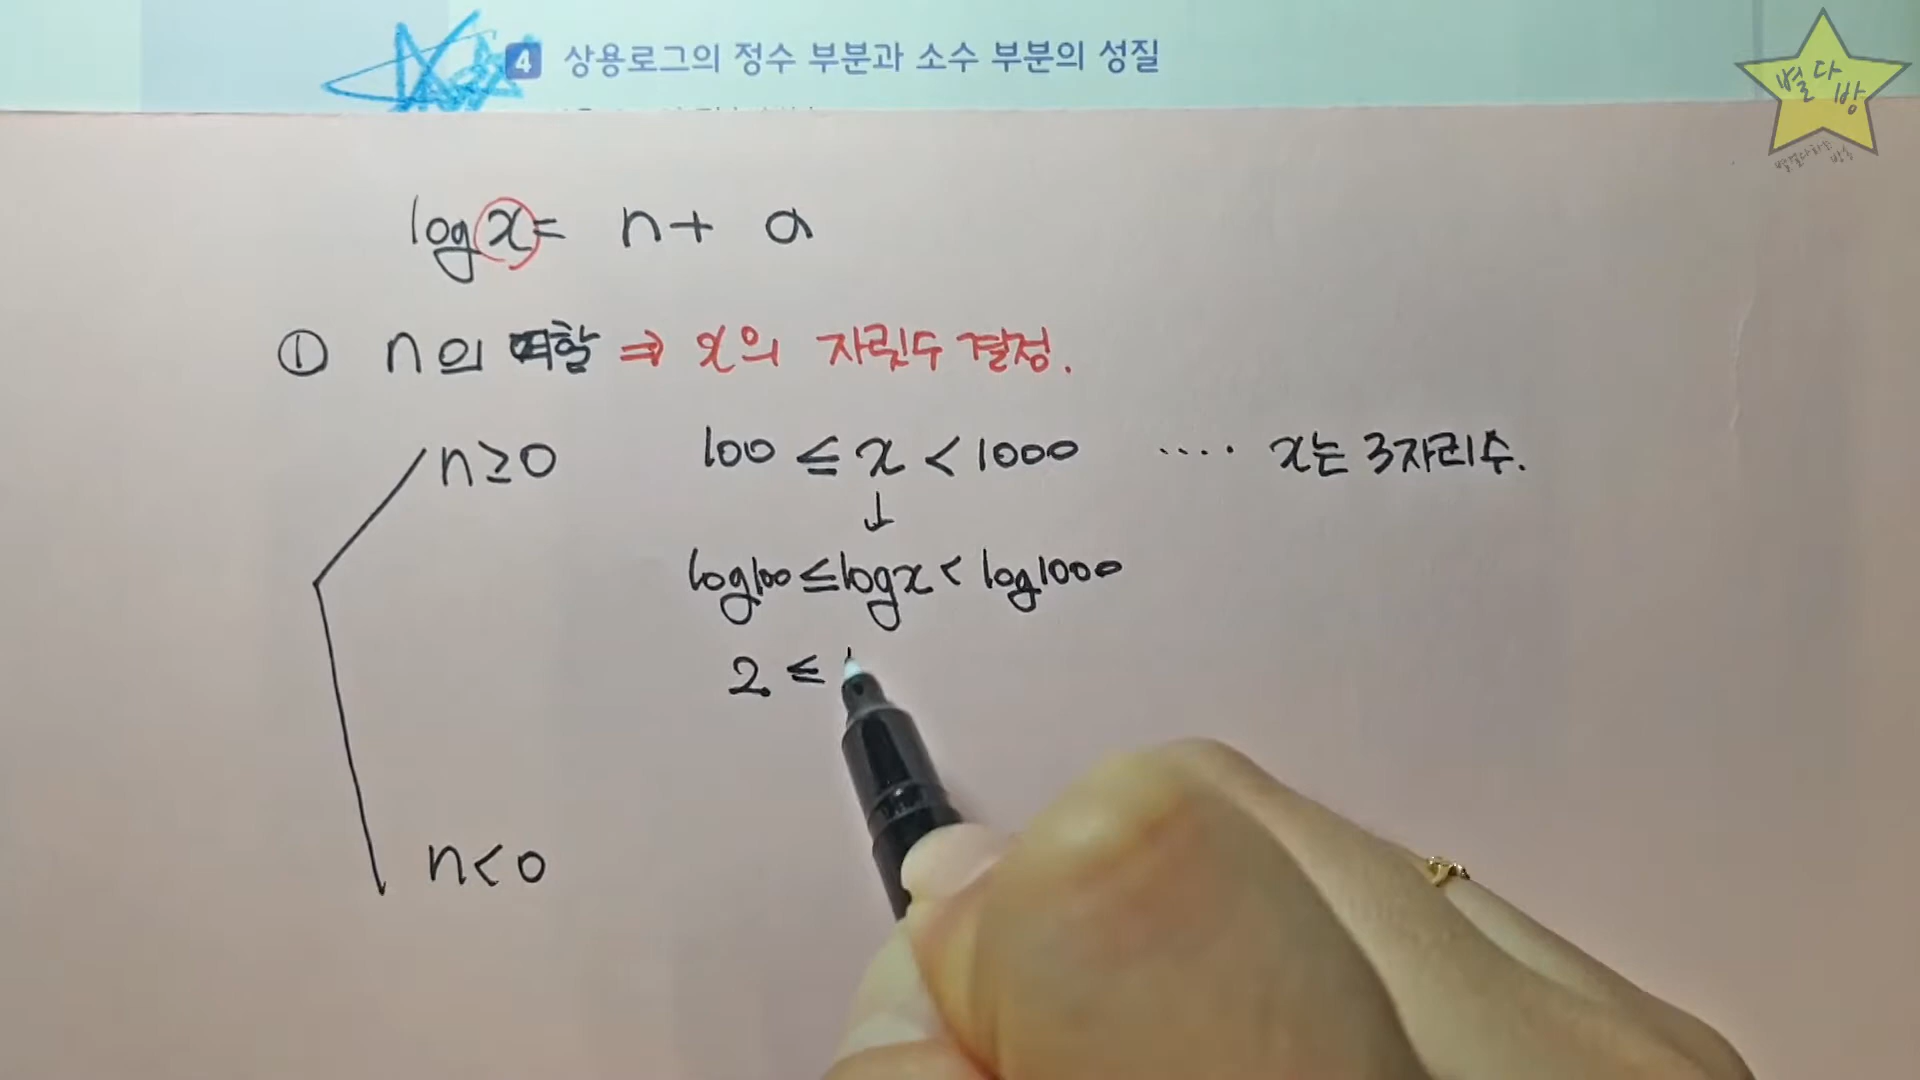 4 상용로그의 정수 부분과 소수 부분의 성질
별다방
log x = n + a
① n의 역할 ⇒ x의 자릿수 결정.
n≥0 100 ≤ x < 1000 ···· x는 3자리수.
↓
log100 ≤ logx < log1000
2 ≤
n<0